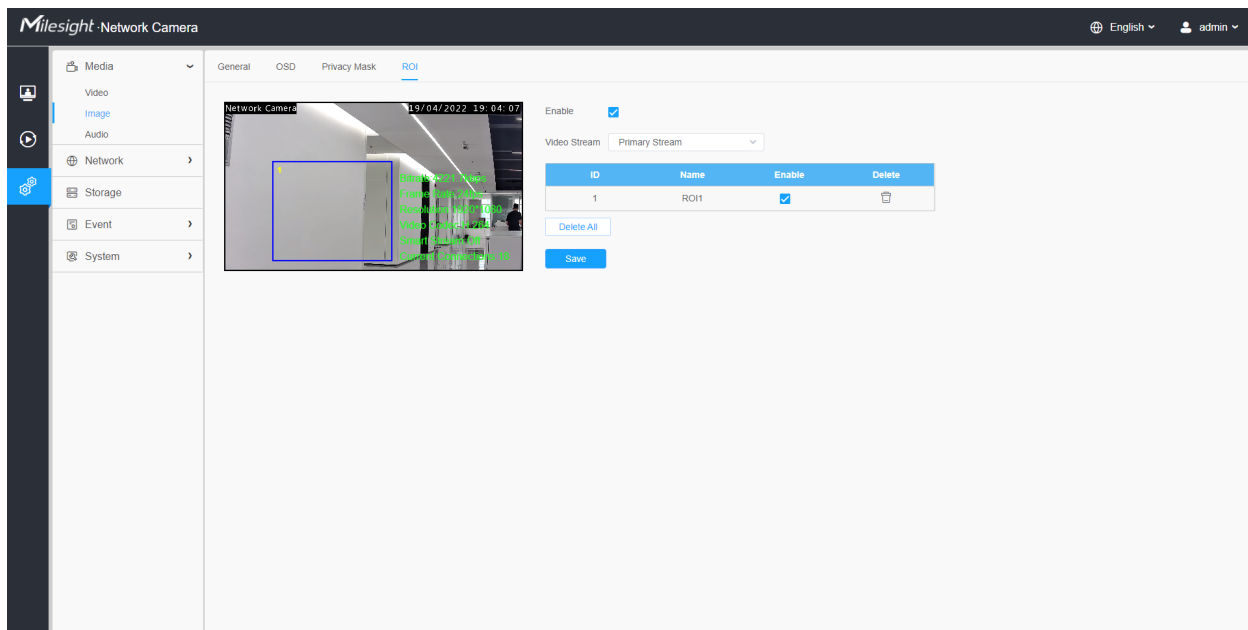 Milesight ·Network Camera
English
admin
Media
Video
Image
Audio
Network
Storage
Event
System
General
OSD
Privacy Mask
ROI
Network Camera
19/04/2022 19:04:07
1
Enable
Video Stream
Primary Stream
ID Name Enable Delete
1 ROI1
Delete All
Save